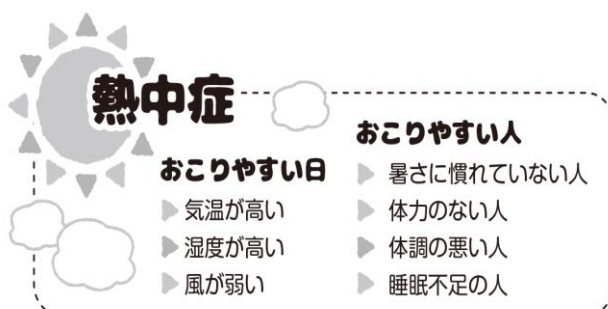 熱中症
おこりやすい日
気温が高い
湿度が高い
風が弱い
おこりやすい人
暑さに慣れていない人
体力のない人
体調の悪い人
睡眠不足の人